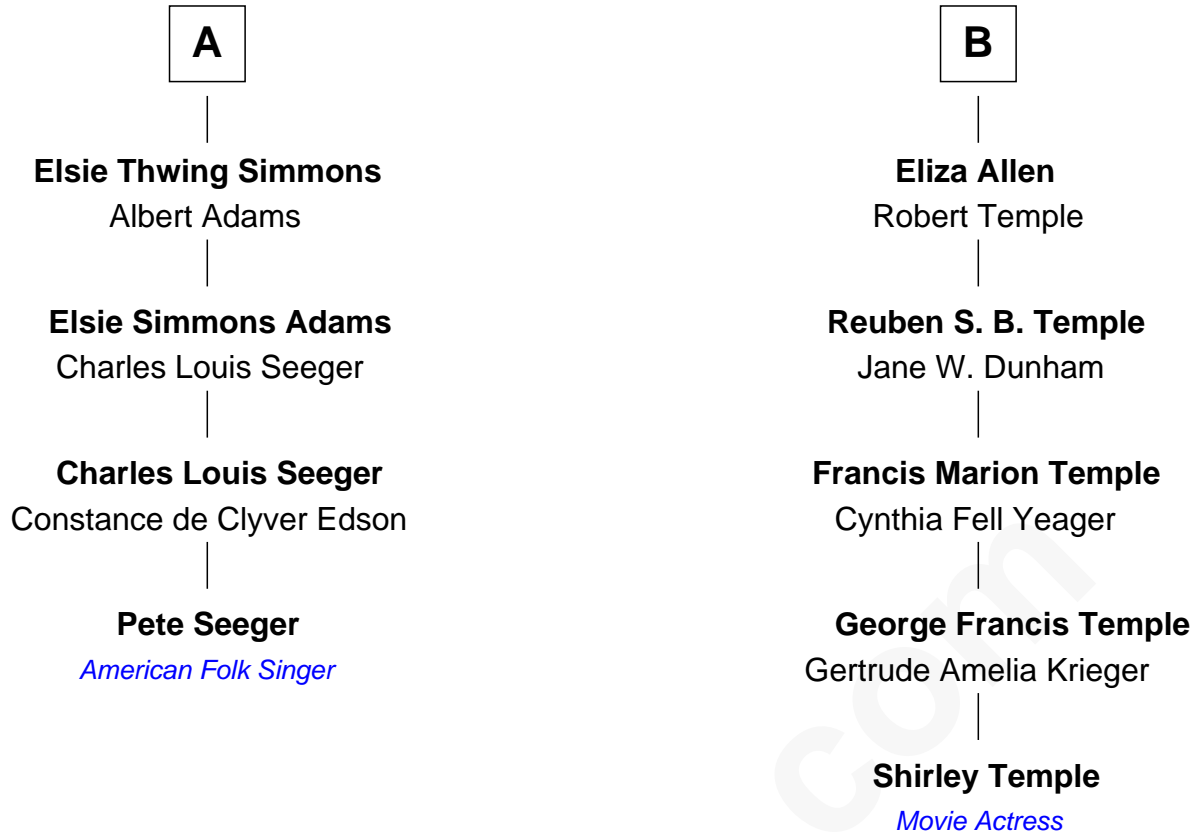 A
Elsie Thwing Simmons
Albert Adams
Elsie Simmons Adams
Charles Louis Seeger
Charles Louis Seeger
Constance de Clyver Edson
Pete Seeger
American Folk Singer
B
Eliza Allen
Robert Temple
Reuben S. B. Temple
Jane W. Dunham
Francis Marion Temple
Cynthia Fell Yeager
George Francis Temple
Gertrude Amelia Krieger
Shirley Temple
Movie Actress
com